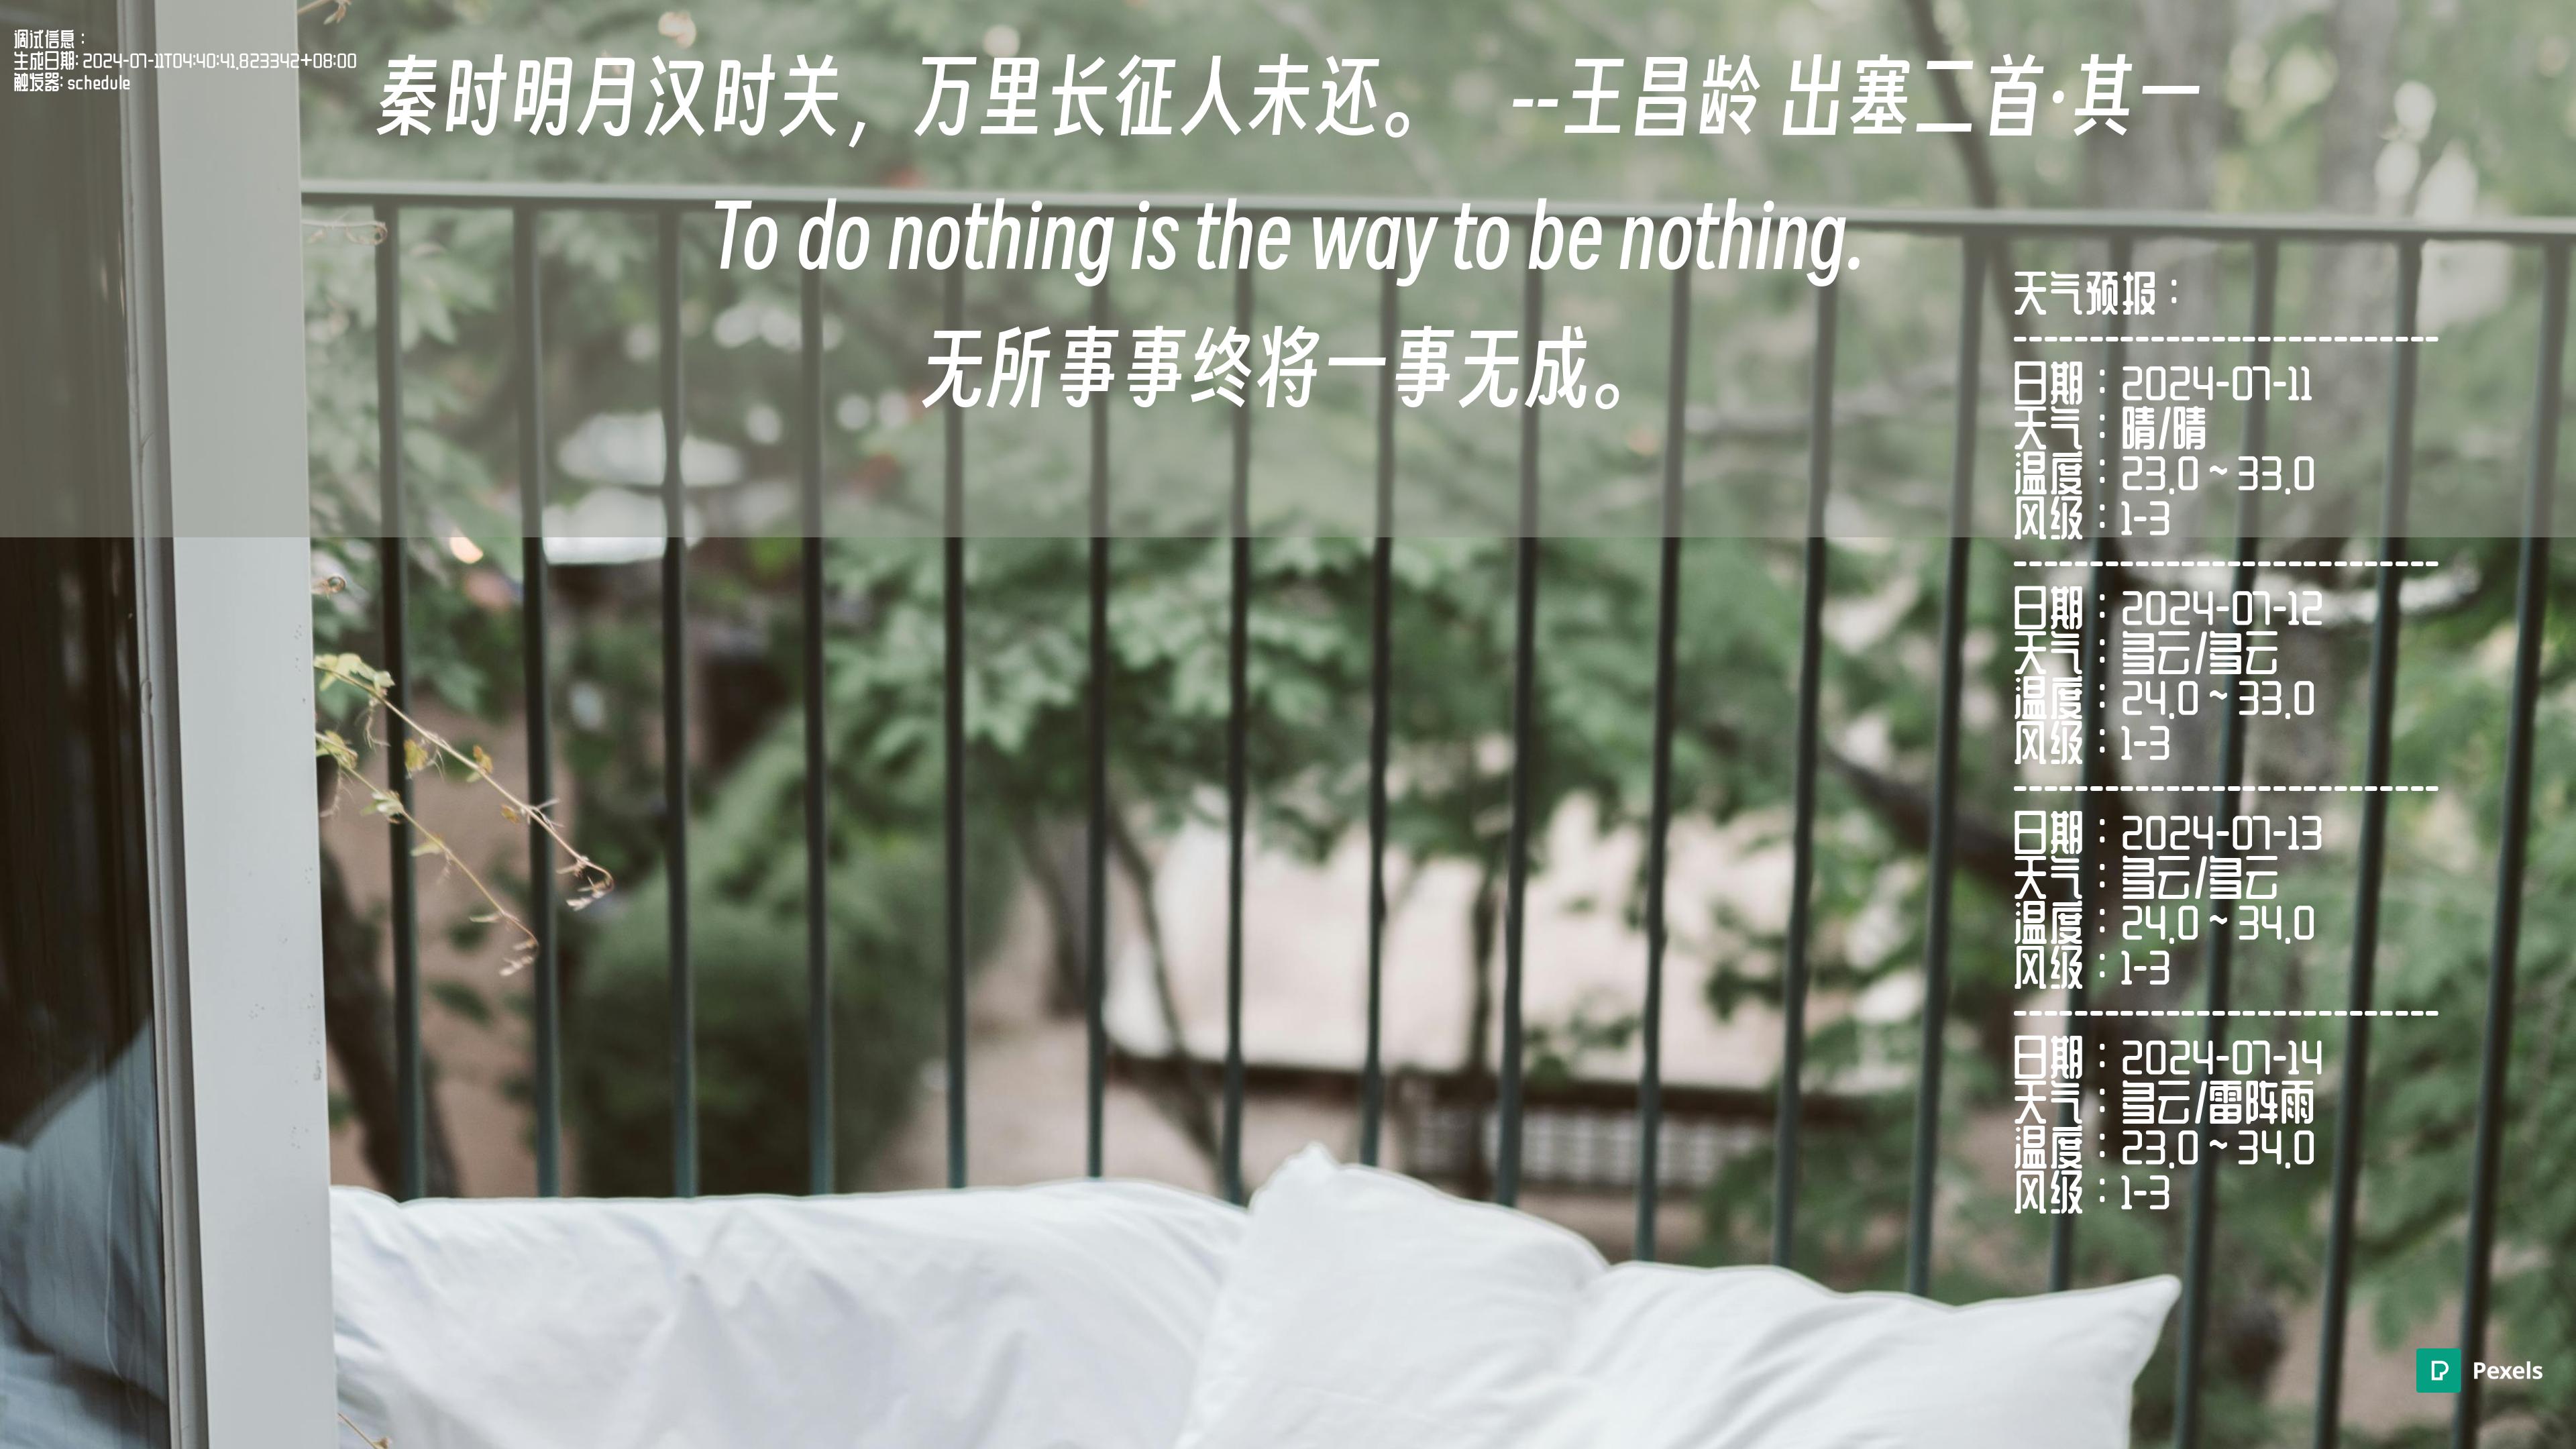 调试信息：
生成日期: 2024-07-11T04:40:41.823342+08:00
触发器: schedule
秦时明月汉时关，万里长征人未还。 --王昌龄 出塞二首·其一
To do nothing is the way to be nothing.
无所事事终将一事无成。
天气预报：
------------------------------
日期：2024-07-11
天气：晴/晴
温度：23.0 ~ 33.0
风级：1-3
------------------------------
日期：2024-07-12
天气：多云/多云
温度：24.0 ~ 33.0
风级：1-3
------------------------------
日期：2024-07-13
天气：多云/多云
温度：24.0 ~ 34.0
风级：1-3
------------------------------
日期：2024-07-14
天气：多云/雷阵雨
温度：23.0 ~ 34.0
风级：1-3
Pexels